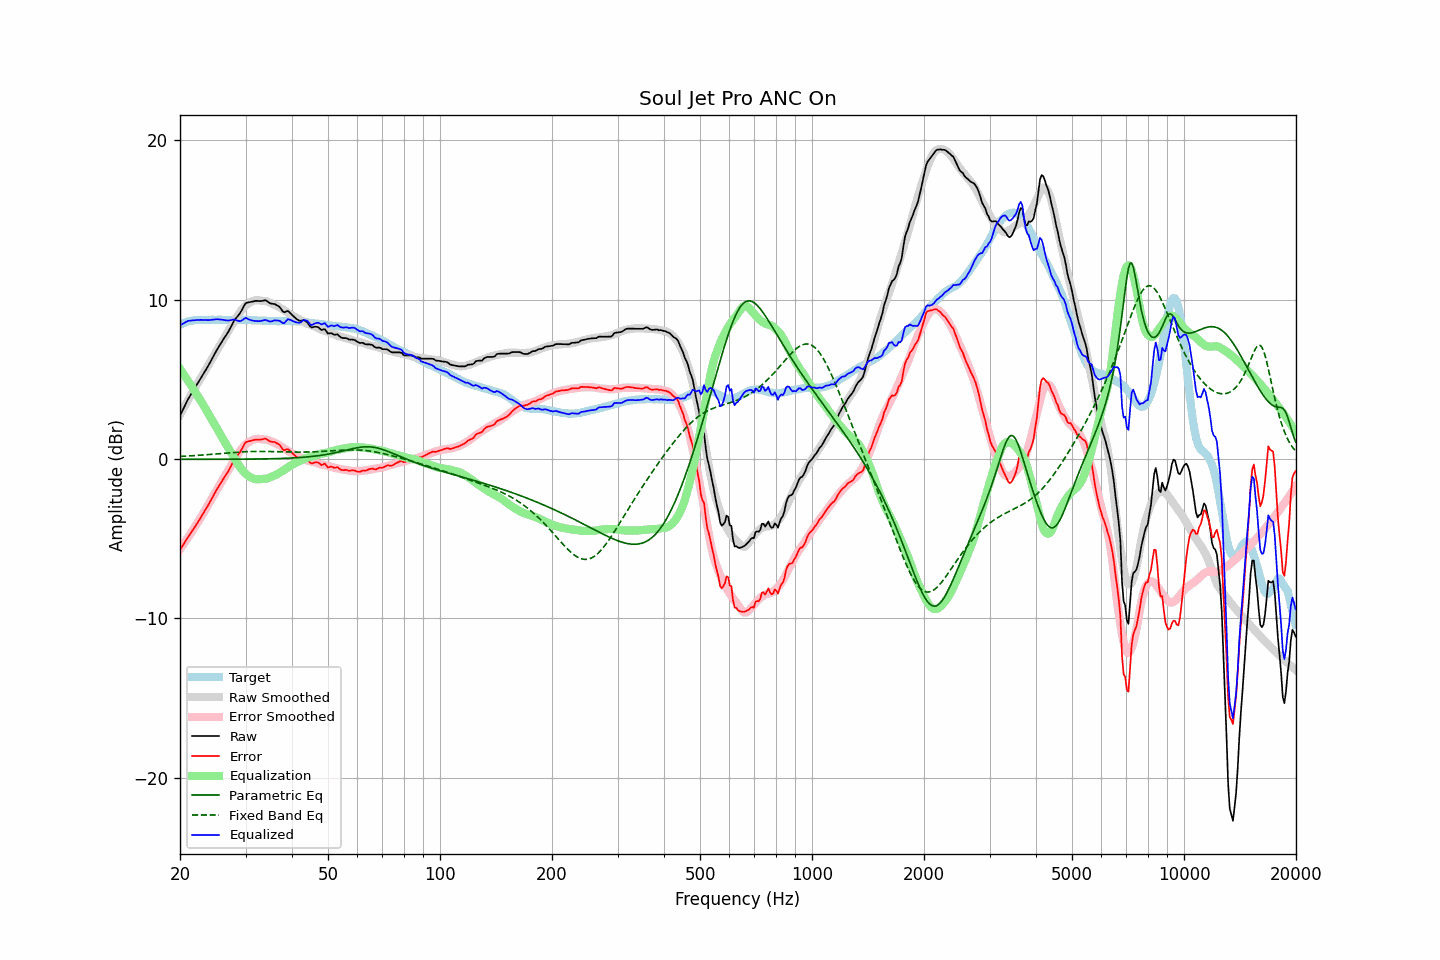 Soul Jet Pro ANC On
20
10
0
−10
−20
Amplitude (dBr)
Target
Raw Smoothed
Error Smoothed
Raw
Error
Equalization
Parametric Eq
Fixed Band Eq
Equalized
20 50 100 200 500 1000 2000 5000 10000 20000
Frequency (Hz)